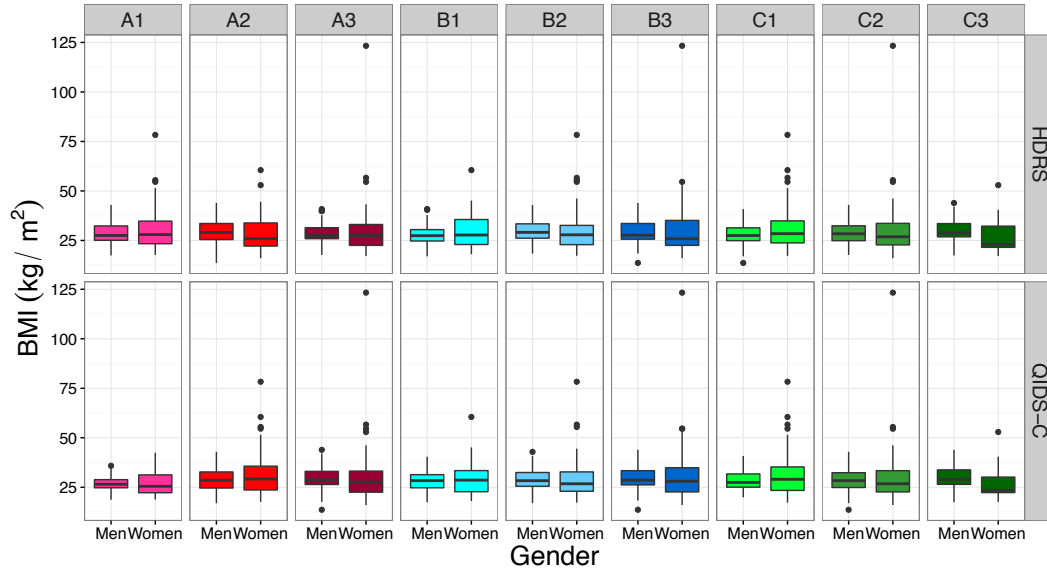 A1 A2 A3 B1 B2 B3 C1 C2 C3
125
100
75
50
25
HDRS
125
100
75
50
25
QIDS-C
BMI (kg/ m²)
Men Women Men Women Men Women Men Women Men Women Men Women Men Women Men Women Men Women
Gender